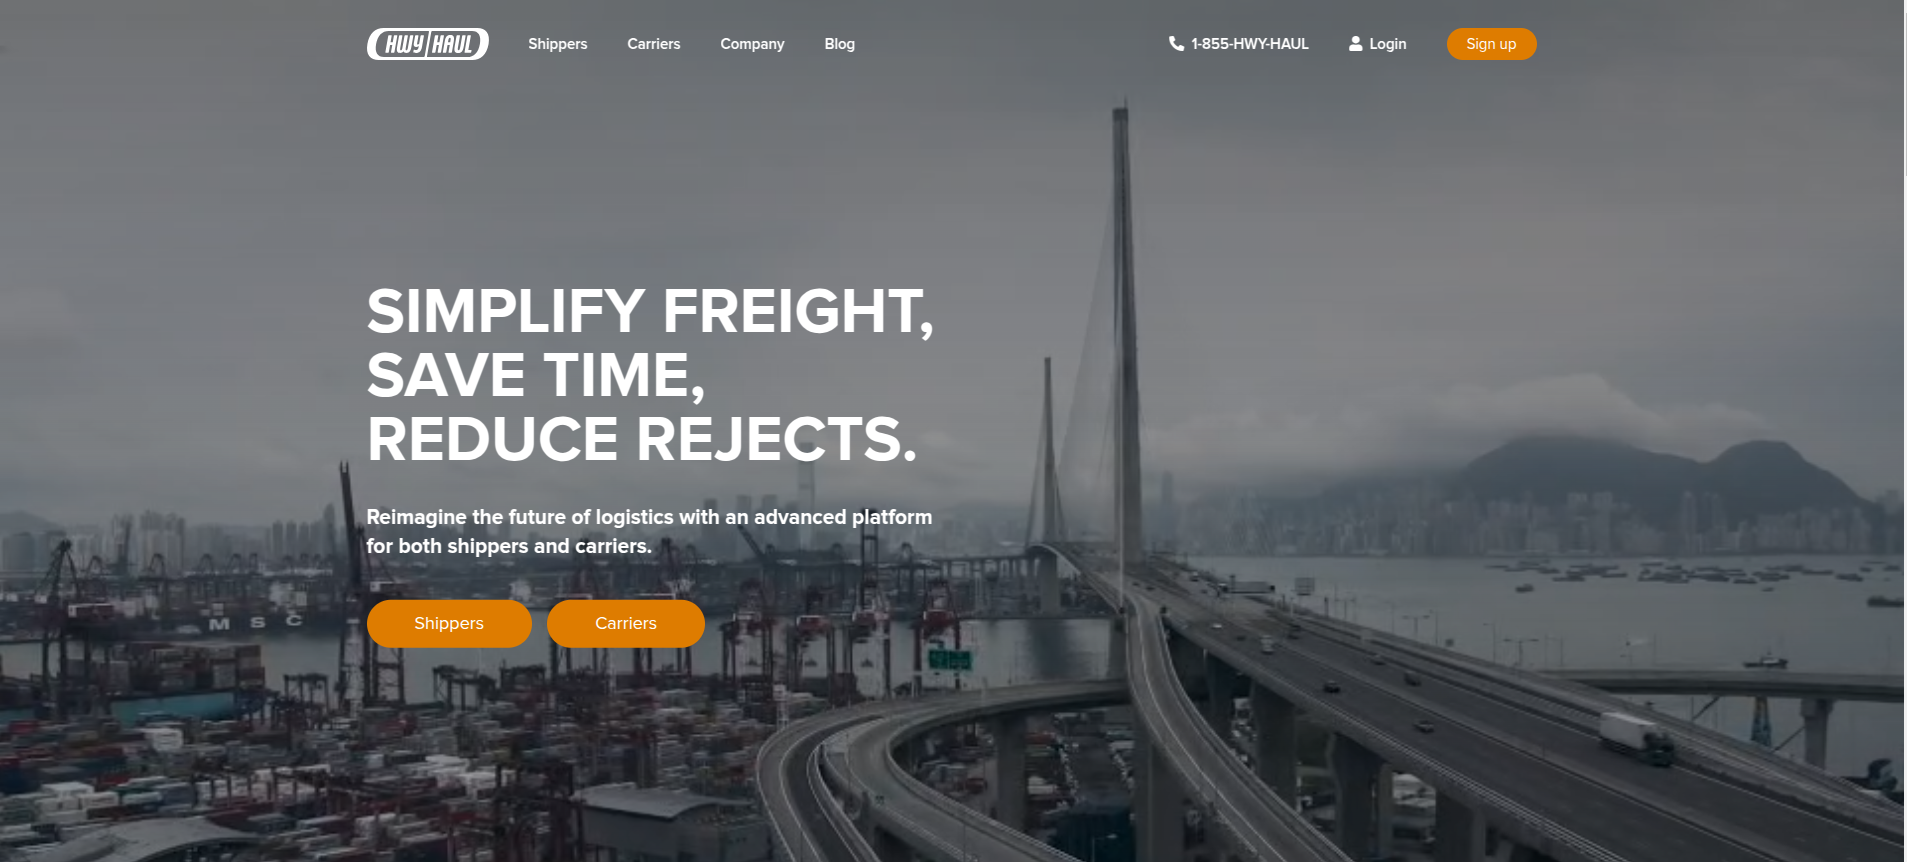 HWY HAUL
Shippers
Carriers
Company
Blog
1-855-HWY-HAUL
Login
Sign up
SIMPLIFY FREIGHT,
SAVE TIME,
REDUCE REJECTS.
Reimagine the future of logistics with an advanced platform
for both shippers and carriers.
Shippers
Carriers
MSC